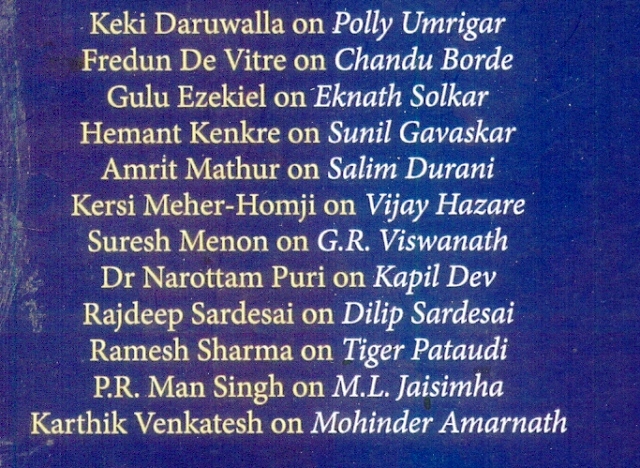 Keki Daruwalla on Polly Umrigar
Fredun De Vitre on Chandu Borde
Gulu Ezekiel on Eknath Solkar
Hemant Kenkre on Sunil Gavaskar
Amrit Mathur on Salim Durani
Kersi Meher-Homji on Vijay Hazare
Suresh Menon on G.R. Viswanath
Dr Narottam Puri on Kapil Dev
Rajdeep Sardesai on Dilip Sardesai
Ramesh Sharma on Tiger Pataudi
P.R. Man Singh on M.L. Jaisimha
Karthik Venkatesh on Mohinder Amarnath